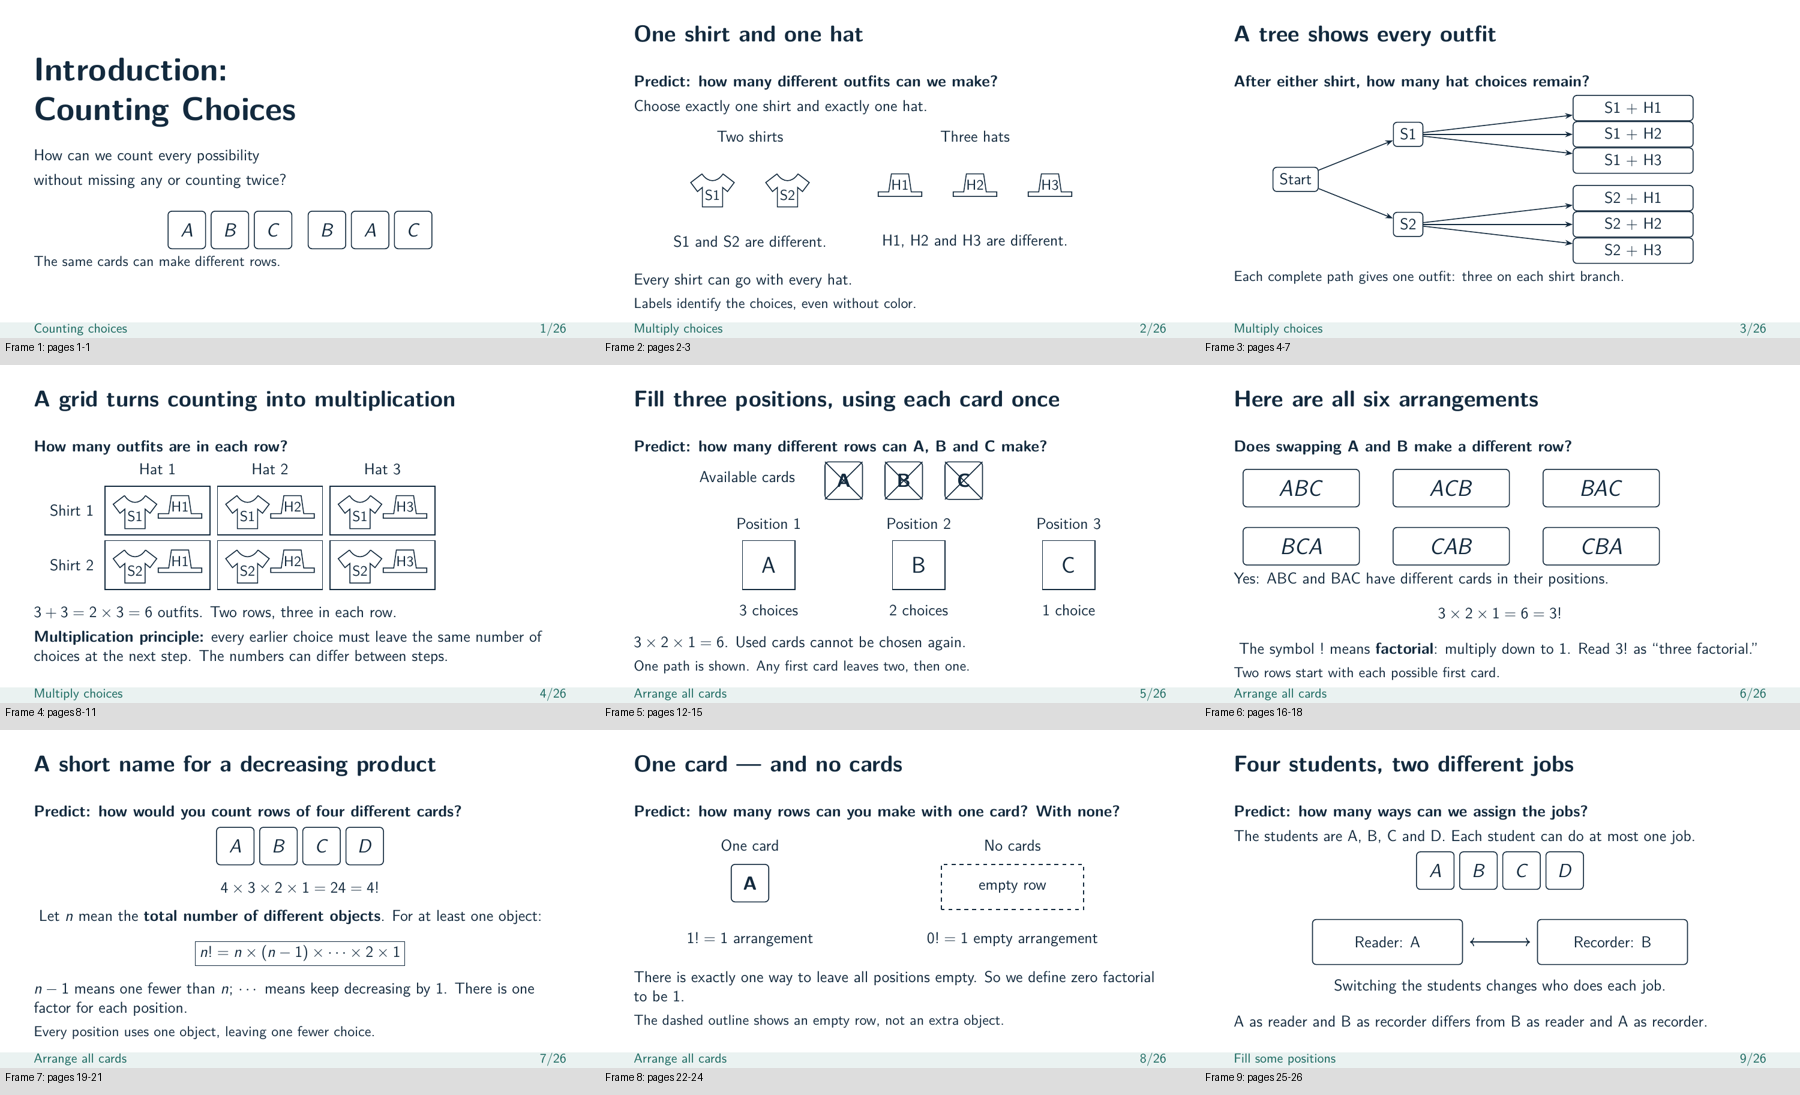 Introduction:
Counting Choices
How can we count every possibility
without missing any or counting twice?
A B C B A C
The same cards can make different rows.
Counting choices 1/26
Frame 1: pages 1-1
One shirt and one hat
Predict: how many different outfits can we make?
Choose exactly one shirt and exactly one hat.
Two shirts Three hats
S1 S2 H1 H2 H3
S1 and S2 are different. H1, H2 and H3 are different.
Every shirt can go with every hat.
Labels identify the choices, even without color.
Multiply choices 2/26
Frame 2: pages 2-3
A tree shows every outfit
After either shirt, how many hat choices remain?
S1 + H1
S1 S1 + H2
S1 + H3
Start
S2 + H1
S2 S2 + H2
S2 + H3
Each complete path gives one outfit: three on each shirt branch.
Multiply choices 3/26
Frame 3: pages 4-7
A grid turns counting into multiplication
How many outfits are in each row?
Hat 1 Hat 2 Hat 3
Shirt 1 S1 H1 S1 H2 S1 H3
Shirt 2 S2 H1 S2 H2 S2 H3
3 + 3 = 2 × 3 = 6 outfits. Two rows, three in each row.
Multiplication principle: every earlier choice must leave the same number of
choices at the next step. The numbers can differ between steps.
Multiply choices 4/26
Frame 4: pages 8-11
Fill three positions, using each card once
Predict: how many different rows can A, B and C make?
Available cards A B C
Position 1 Position 2 Position 3
A B C
3 choices 2 choices 1 choice
3 × 2 × 1 = 6. Used cards cannot be chosen again.
One path is shown. Any first card leaves two, then one.
Arrange all cards 5/26
Frame 5: pages 12-15
Here are all six arrangements
Does swapping A and B make a different row?
ABC ACB BAC
BCA CAB CBA
Yes: ABC and BAC have different cards in their positions.
3 × 2 × 1 = 6 = 3!
The symbol ! means factorial: multiply down to 1. Read 3! as “three factorial.”
Two rows start with each possible first card.
Arrange all cards 6/26
Frame 6: pages 16-18
A short name for a decreasing product
Predict: how would you count rows of four different cards?
A B C D
4 × 3 × 2 × 1 = 24 = 4!
Let n mean the total number of different objects. For at least one object:
n! = n × (n − 1) × ··· × 2 × 1
n − 1 means one fewer than n; ··· means keep decreasing by 1. There is one
factor for each position.
Every position uses one object, leaving one fewer choice.
Arrange all cards 7/26
Frame 7: pages 19-21
One card — and no cards
Predict: how many rows can you make with one card? With none?
One card No cards
A empty row
1! = 1 arrangement 0! = 1 empty arrangement
There is exactly one way to leave all positions empty. So we define zero factorial
to be 1.
The dashed outline shows an empty row, not an extra object.
Arrange all cards 8/26
Frame 8: pages 22-24
Four students, two different jobs
Predict: how many ways can we assign the jobs?
The students are A, B, C and D. Each student can do at most one job.
A B C D
Reader: A Recorder: B
Switching the students changes who does each job.
A as reader and B as recorder differs from B as reader and A as recorder.
Fill some positions 9/26
Frame 9: pages 25-26